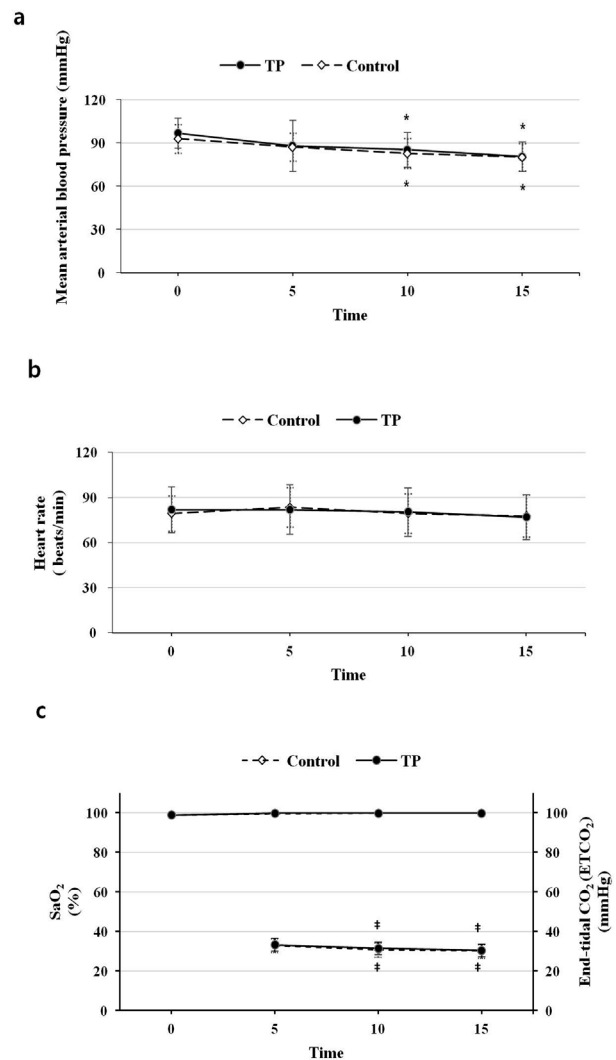 a
TP Control
Mean arterial blood pressure (mmHg)
120
*
*
90
*
*
60
30
0
0 5 10 15
Time
b
Control TP
Heart rate
( beats/min)
120
90
60
30
0
0 5 10 15
Time
c
Control TP
SaO2
(%)
End-tidal CO2 (ETCO2)
(mmHg)
100 100
80 80
60 60
‡ ‡
40 40
‡ ‡
20 20
0 0
0 5 10 15
Time